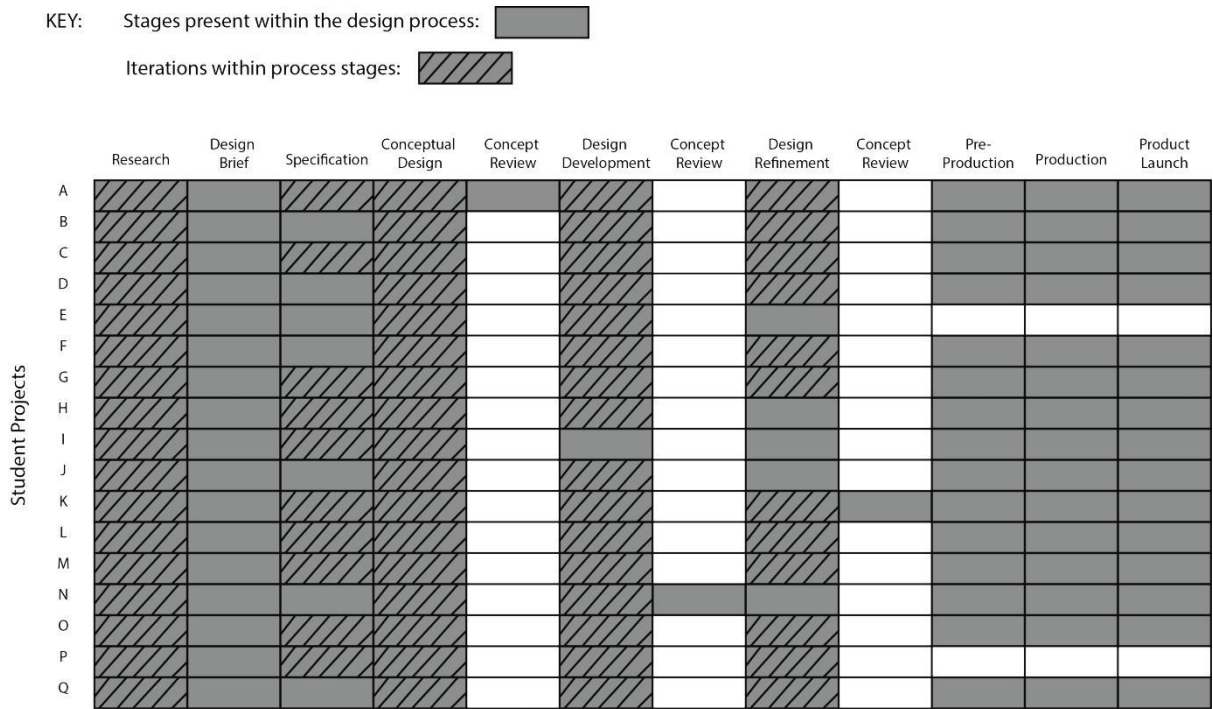 KEY: Stages present within the design process:
Iterations within process stages:
Research
Design
Brief
Specification
Conceptual
Design
Concept
Review
Design
Development
Concept
Review
Design
Refinement
Concept
Review
Pre-
Production
Production
Product
Launch
Student Projects
A
B
C
D
E
F
G
H
I
J
K
L
M
N
O
P
Q